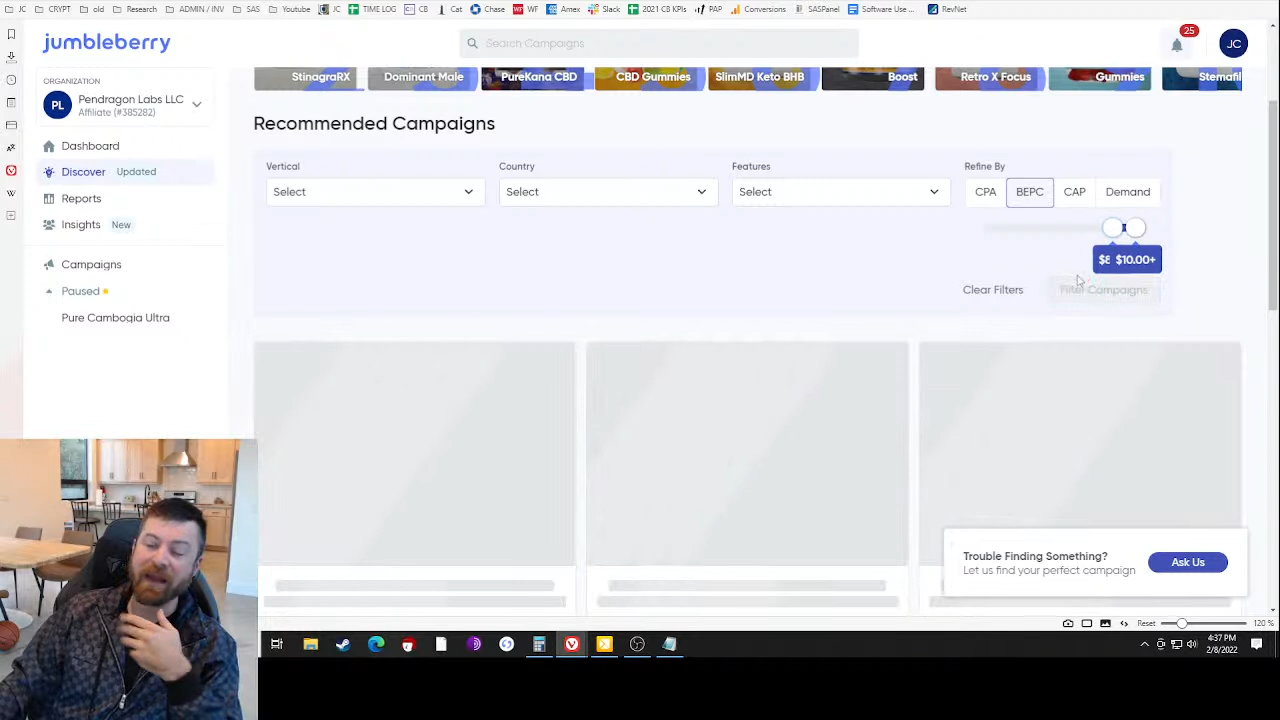 JC
CRYPT
old
Research
ADMIN / INV
SAS
Youtube
JC
TIME LOG
CB
Cat
Chase
WF
WF
Amex
Slack
2021 CB KPIs
PAP
Conversions
SASPanel
Software Use ...
RevNet
jumbleberry
Search Campaigns
25
JC
ORGANIZATION
PL
Pendragon Labs LLC
Affiliate (#385282)
Dashboard
Discover
Updated
Reports
Insights
New
Campaigns
Paused
Pure Cambogia Ultra
StinagraRX
Dominant Male
PureKana CBD
CBD Gummies
SlimMD Keto BHB
Boost
Retro X Focus
Gummies
Stemafil
Recommended Campaigns
Vertical
Select
Country
Select
Features
Select
Refine By
CPA
BEPC
CAP
Demand
$10.00+
Clear Filters
Filter Campaigns
Trouble Finding Something?
Let us find your perfect campaign
Ask Us
Reset
120 %
4:37 PM
2/8/2022